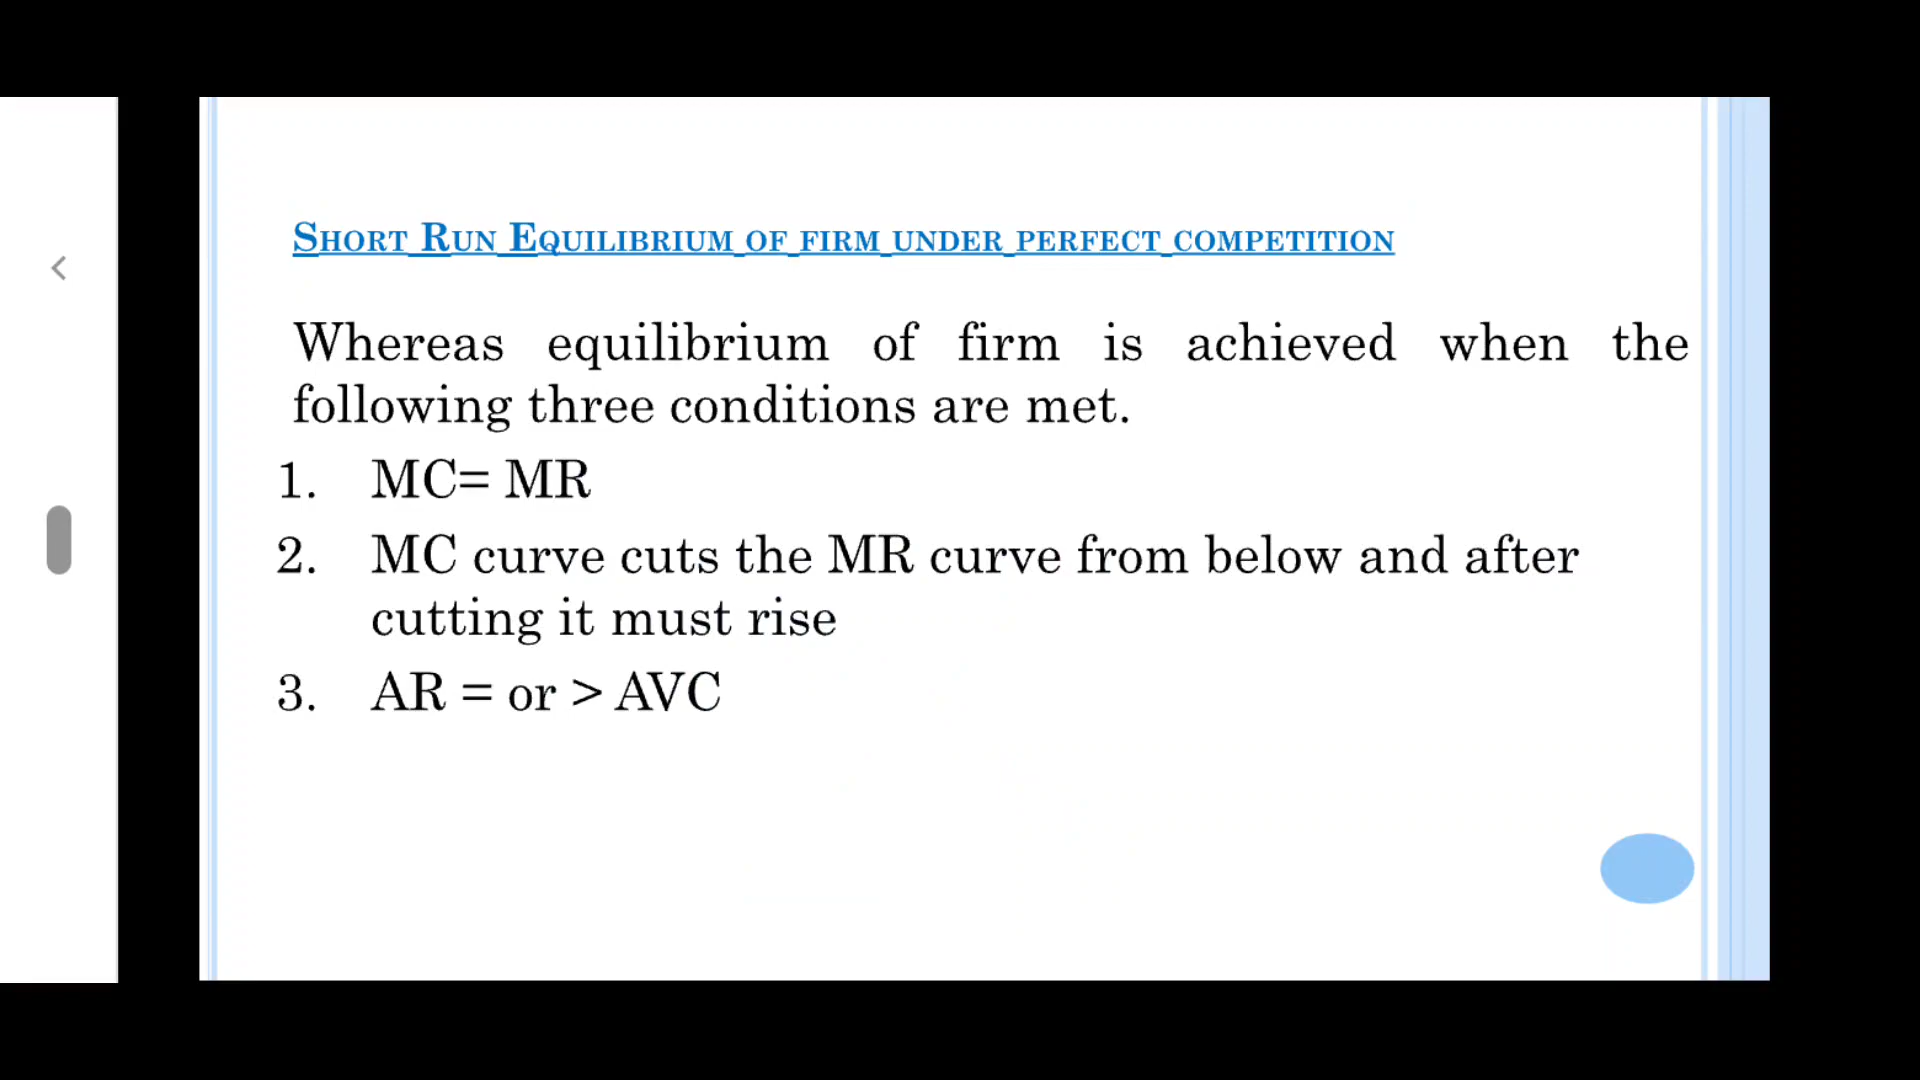 Short Run Equilibrium of firm under perfect competition
Whereas equilibrium of firm is achieved when the
following three conditions are met.
1. MC= MR
2. MC curve cuts the MR curve from below and after
cutting it must rise
3. AR = or > AVC